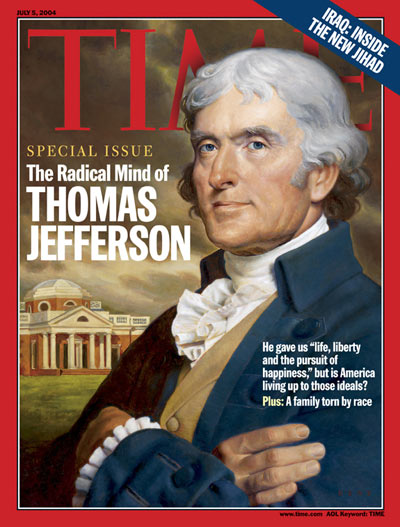 JULY 5, 2004
IRAQ: INSIDE
THE NEW JIHAD
TIME
SPECIAL ISSUE
The Radical Mind of
THOMAS
JEFFERSON
He gave us “life, liberty
and the pursuit of
happiness,” but is America
living up to those ideals?
Plus: A family torn by race
www.time.com AOL Keyword: TIME